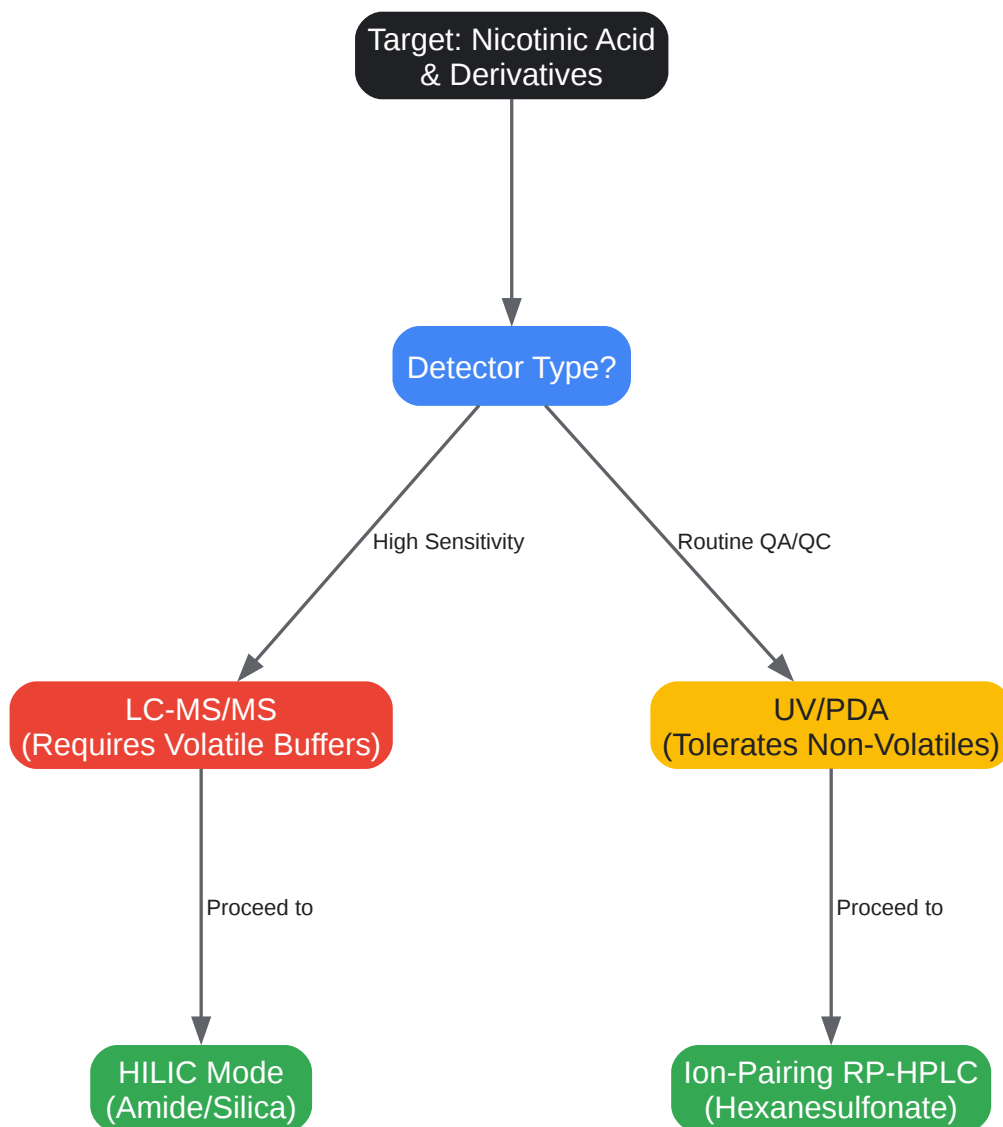 Target: Nicotinic Acid
& Derivatives
Detector Type?
High Sensitivity
Routine QA/QC
LC-MS/MS
(Requires Volatile Buffers)
UV/PDA
(Tolerates Non-Volatiles)
Proceed to
Proceed to
HILIC Mode
(Amide/Silica)
Ion-Pairing RP-HPLC
(Hexanesulfonate)